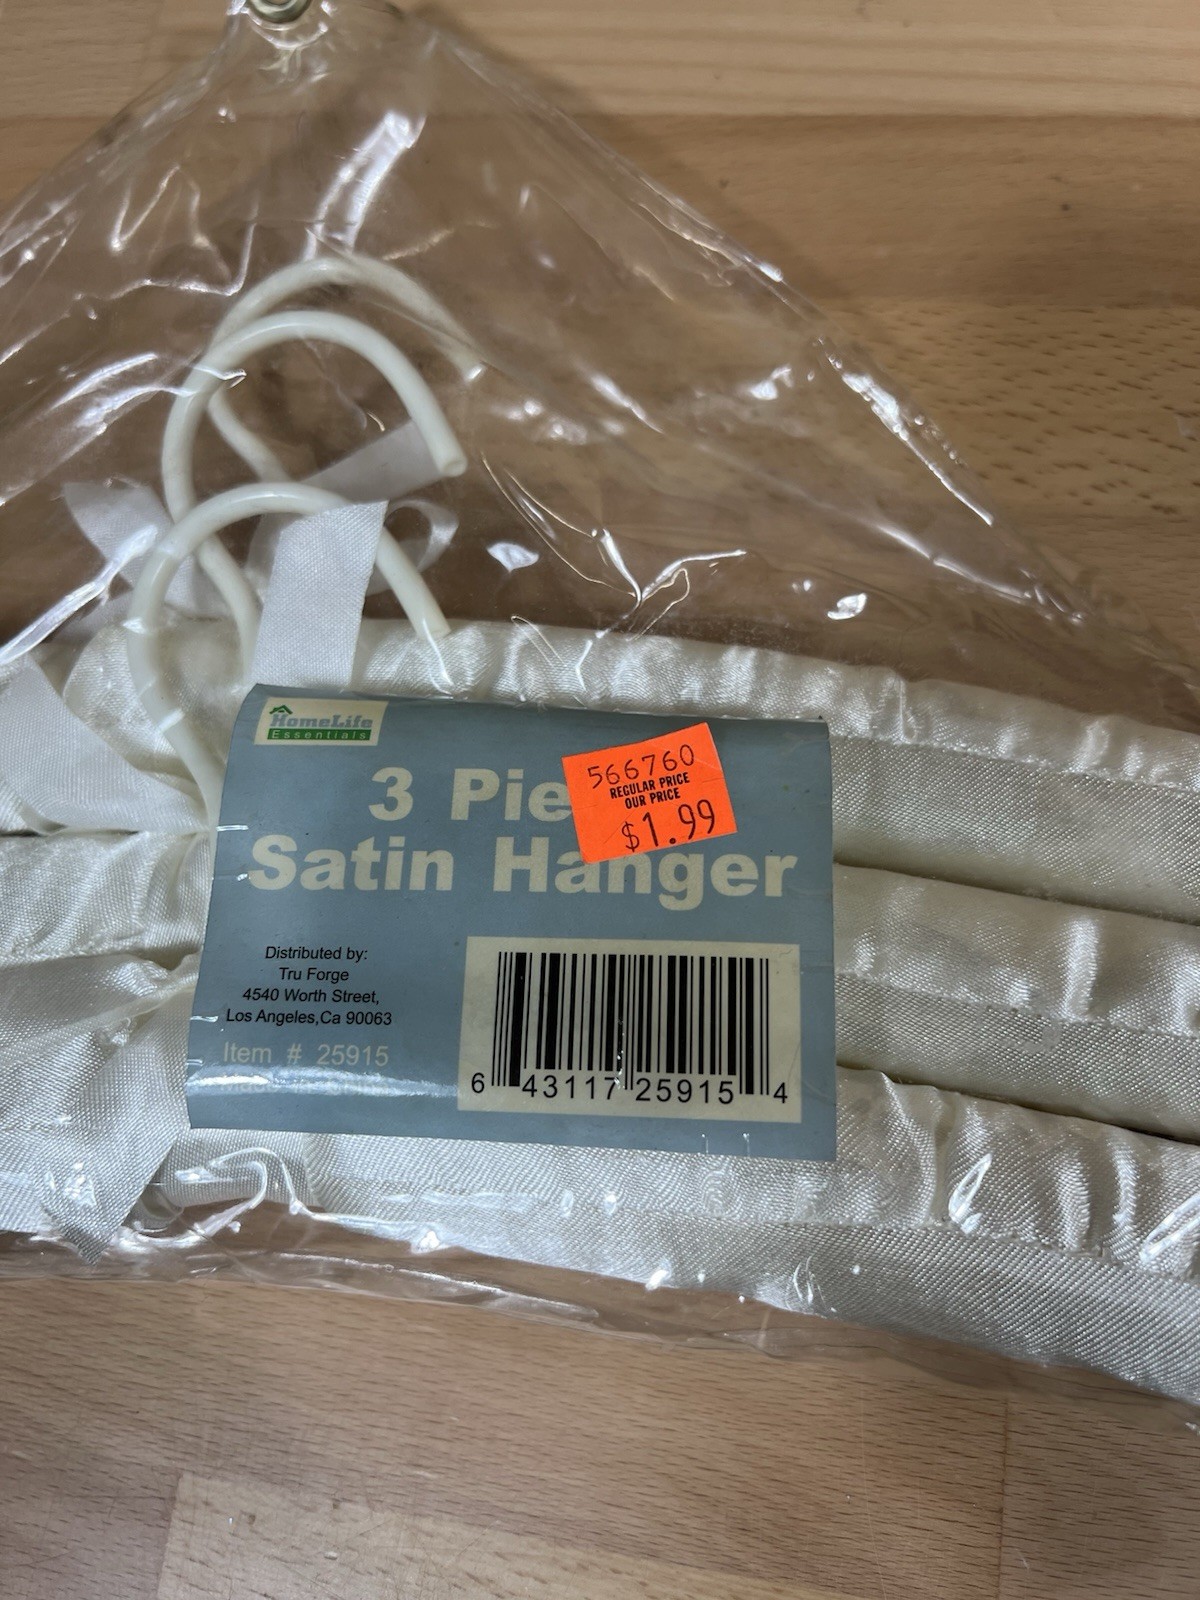 HomeLife
Essentials
3 Pie
Satin Hanger
566760
REGULAR PRICE
OUR PRICE
$1.99
Distributed by:
Tru Forge
4540 Worth Street,
Los Angeles,Ca 90063
Item # 25915
6 43117 25915 4